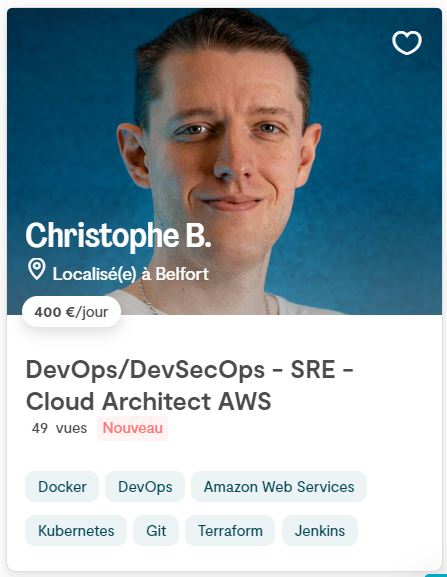 Christophe B.
Localisé(e) à Belfort
400 €/jour
DevOps/DevSecOps - SRE -
Cloud Architect AWS
49 vues Nouveau
Docker DevOps Amazon Web Services
Kubernetes Git Terraform Jenkins